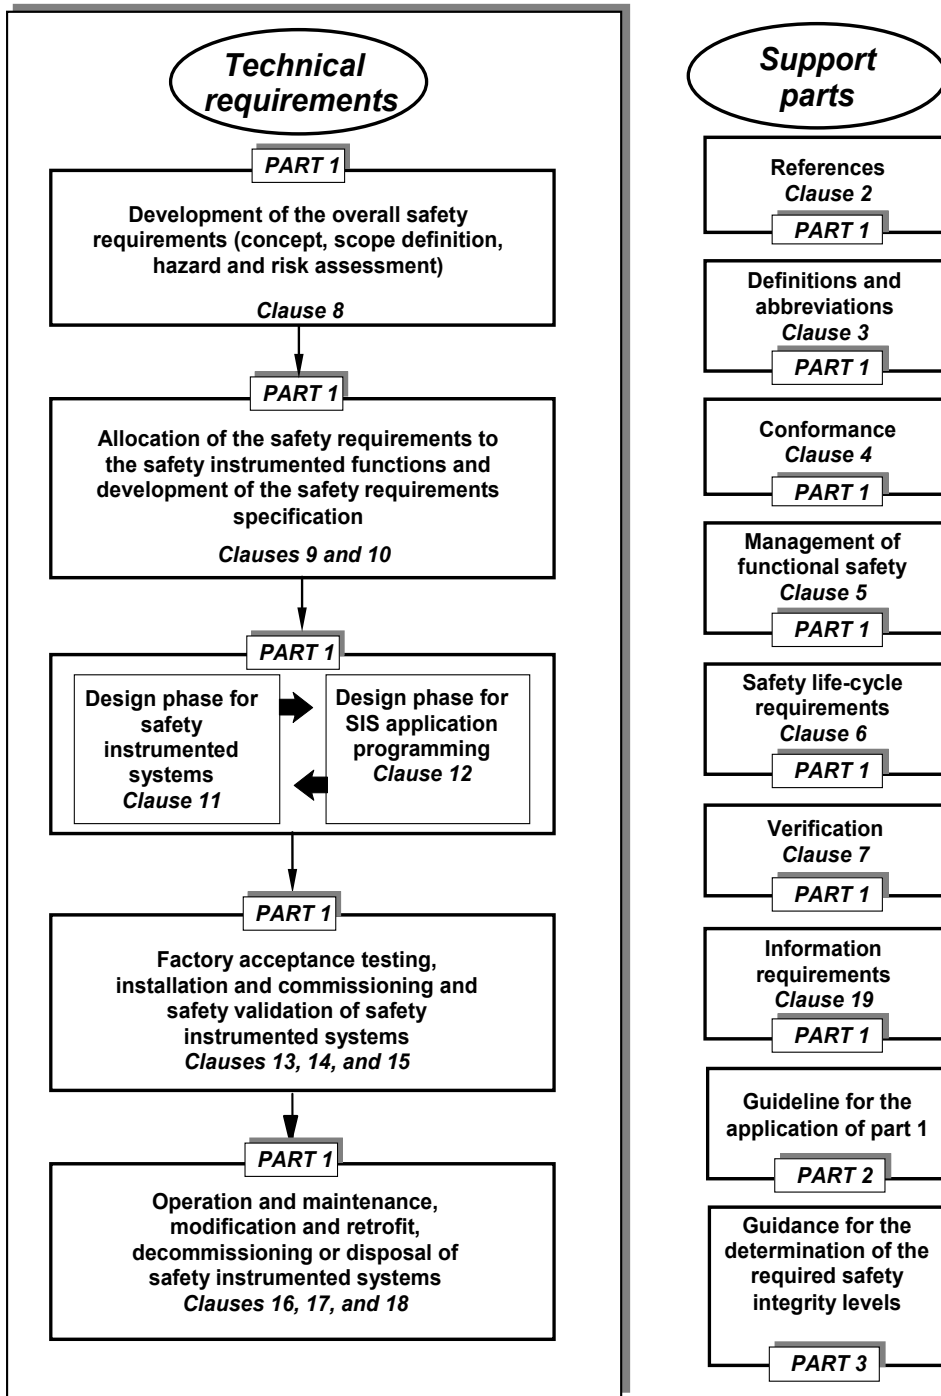 Technical
requirements
PART 1
Development of the overall safety
requirements (concept, scope definition,
hazard and risk assessment)
Clause 8
PART 1
Allocation of the safety requirements to
the safety instrumented functions and
development of the safety requirements
specification
Clauses 9 and 10
PART 1
Design phase for
safety
instrumented
systems
Clause 11
Design phase for
SIS application
programming
Clause 12
PART 1
Factory acceptance testing,
installation and commissioning and
safety validation of safety
instrumented systems
Clauses 13, 14, and 15
PART 1
Operation and maintenance,
modification and retrofit,
decommissioning or disposal of
safety instrumented systems
Clauses 16, 17, and 18
Support
parts
References
Clause 2
PART 1
Definitions and
abbreviations
Clause 3
PART 1
Conformance
Clause 4
PART 1
Management of
functional safety
Clause 5
PART 1
Safety life-cycle
requirements
Clause 6
PART 1
Verification
Clause 7
PART 1
Information
requirements
Clause 19
PART 1
Guideline for the
application of part 1
PART 2
Guidance for the
determination of the
required safety
integrity levels
PART 3